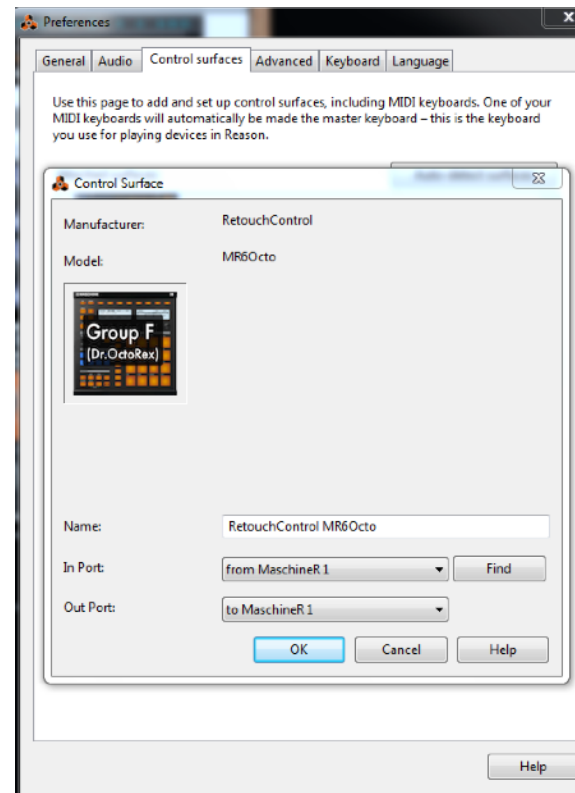 Preferences
General Audio Control surfaces Advanced Keyboard Language
Use this page to add and set up control surfaces, including MIDI keyboards. One of your
MIDI keyboards will automatically be made the master keyboard – this is the keyboard
you use for playing devices in Reason.
Control Surface
Manufacturer: RetouchControl
Model: MR6Octo
Group F
(Dr.OctoRex)
Name: RetouchControl MR6Octo
In Port: from MaschineR 1 Find
Out Port: to MaschineR 1
OK Cancel Help
Help